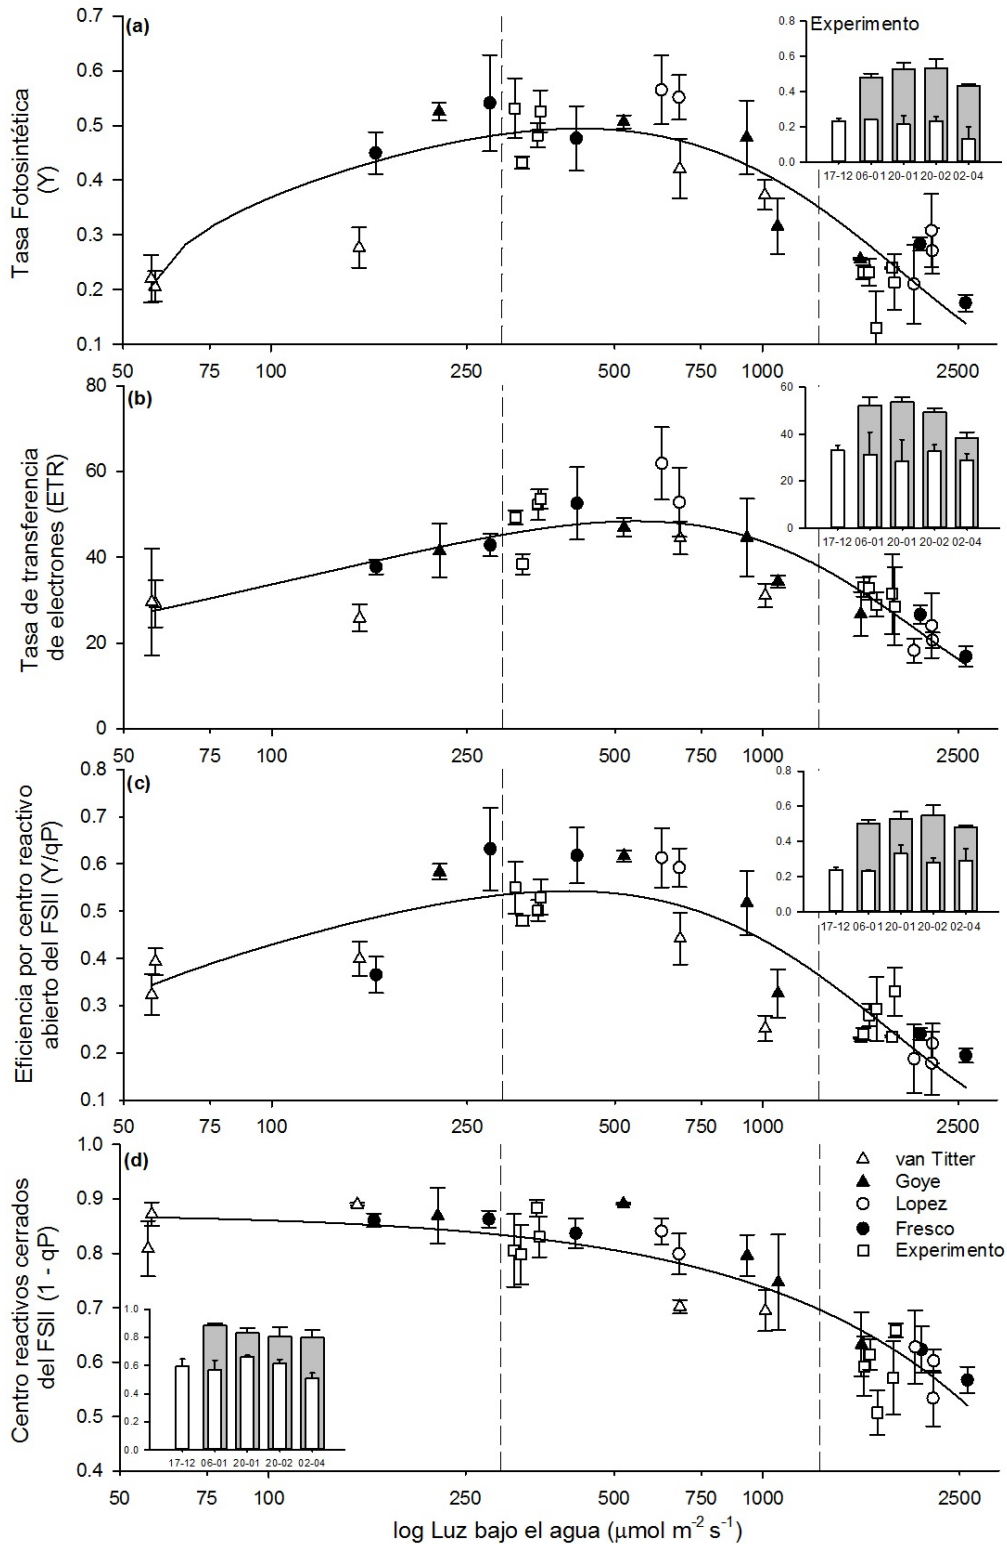 (a)
Tasa Fotosintética
(Y)
0.7
0.6
0.5
0.4
0.3
0.2
0.1
50 75 100 250 500 750 1000 2500
Experimento
0.8
0.6
0.4
0.2
0.0
17-12 06-01 20-01 20-02 02-04
(b)
Tasa de transferencia
de electrones (ETR)
80
60
40
20
0
50 75 100 250 500 750 1000 2500
60
40
20
0
17-12 06-01 20-01 20-02 02-04
(c)
Eficiencia por centro reactivo
abierto del FSII (Y/qP)
0.8
0.7
0.6
0.5
0.4
0.3
0.2
0.1
50 75 100 250 500 750 1000 2500
0.8
0.6
0.4
0.2
0.0
17-12 06-01 20-01 20-02 02-04
(d)
Centro reactivos cerrados
del FSII (1 - qP)
1.0
0.9
0.8
0.7
0.6
0.5
0.4
van Titter
Goye
Lopez
Fresco
Experimento
1.0
0.8
0.6
0.4
0.2
0.0
17-12 06-01 20-01 20-02 02-04
50 75 100 250 500 750 1000 2500
log Luz bajo el agua (μmol m⁻² s⁻¹)